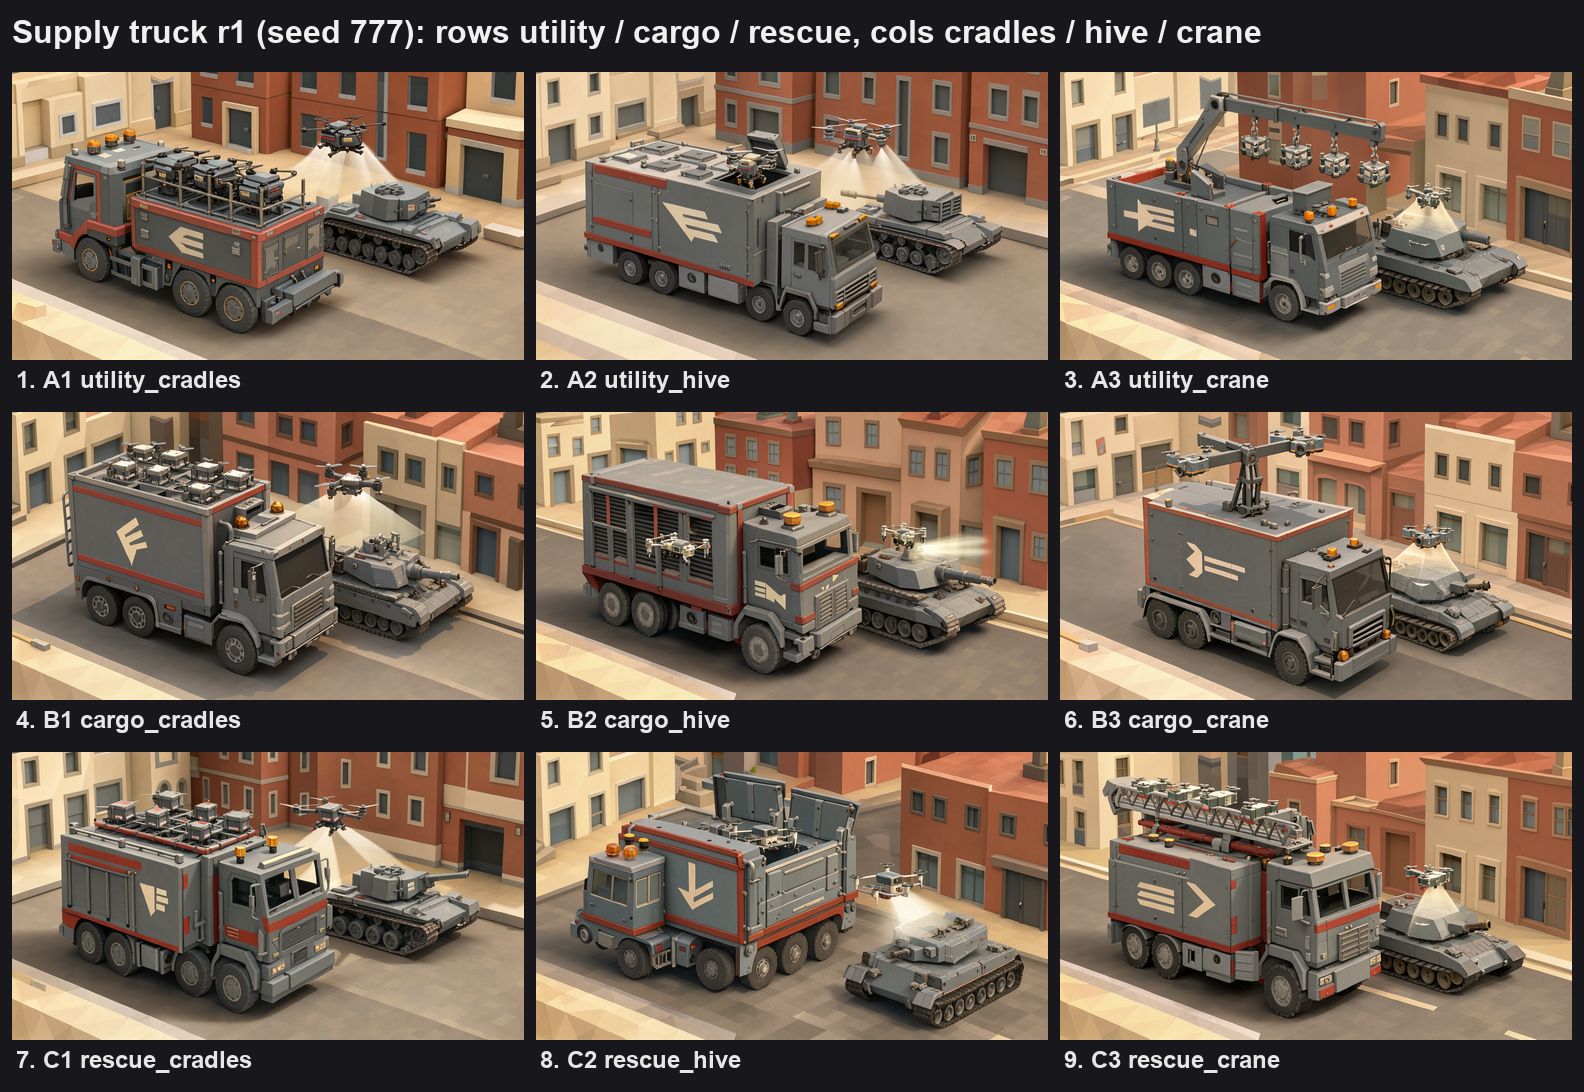 Supply truck r1 (seed 777): rows utility / cargo / rescue, cols cradles / hive / crane
1. A1 utility_cradles
2. A2 utility_hive
3. A3 utility_crane
4. B1 cargo_cradles
5. B2 cargo_hive
6. B3 cargo_crane
7. C1 rescue_cradles
8. C2 rescue_hive
9. C3 rescue_crane